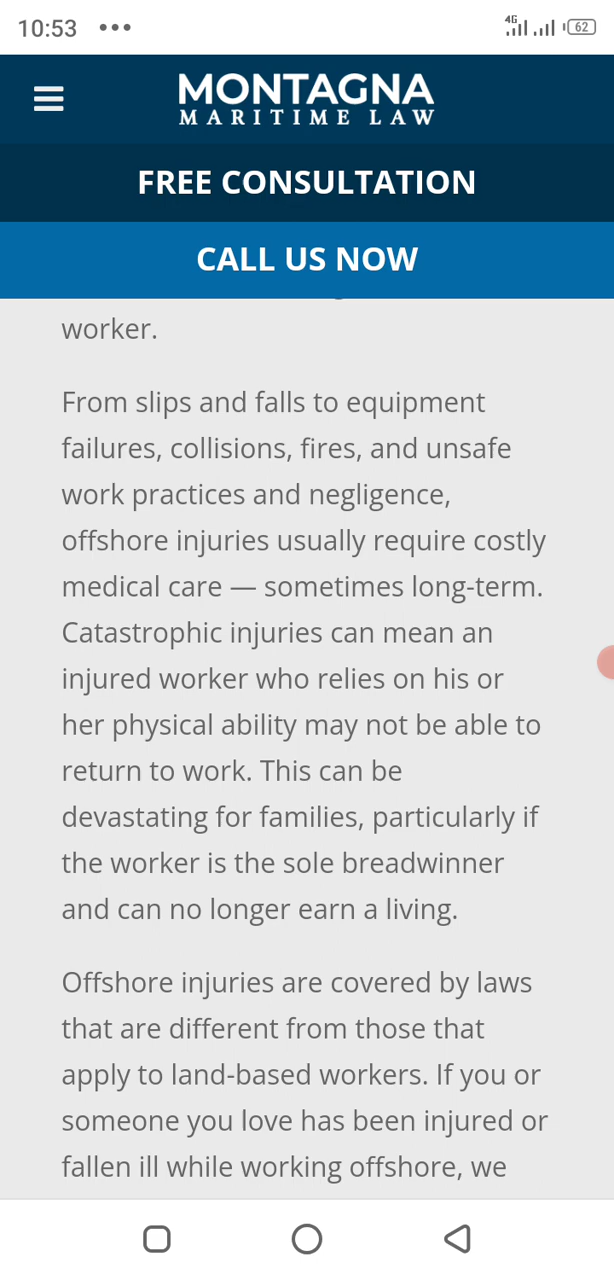 10:53
4G
62
MONTAGNA
MARITIME LAW
FREE CONSULTATION
CALL US NOW
worker.
From slips and falls to equipment
failures, collisions, fires, and unsafe
work practices and negligence,
offshore injuries usually require costly
medical care — sometimes long-term.
Catastrophic injuries can mean an
injured worker who relies on his or
her physical ability may not be able to
return to work. This can be
devastating for families, particularly if
the worker is the sole breadwinner
and can no longer earn a living.
Offshore injuries are covered by laws
that are different from those that
apply to land-based workers. If you or
someone you love has been injured or
fallen ill while working offshore, we